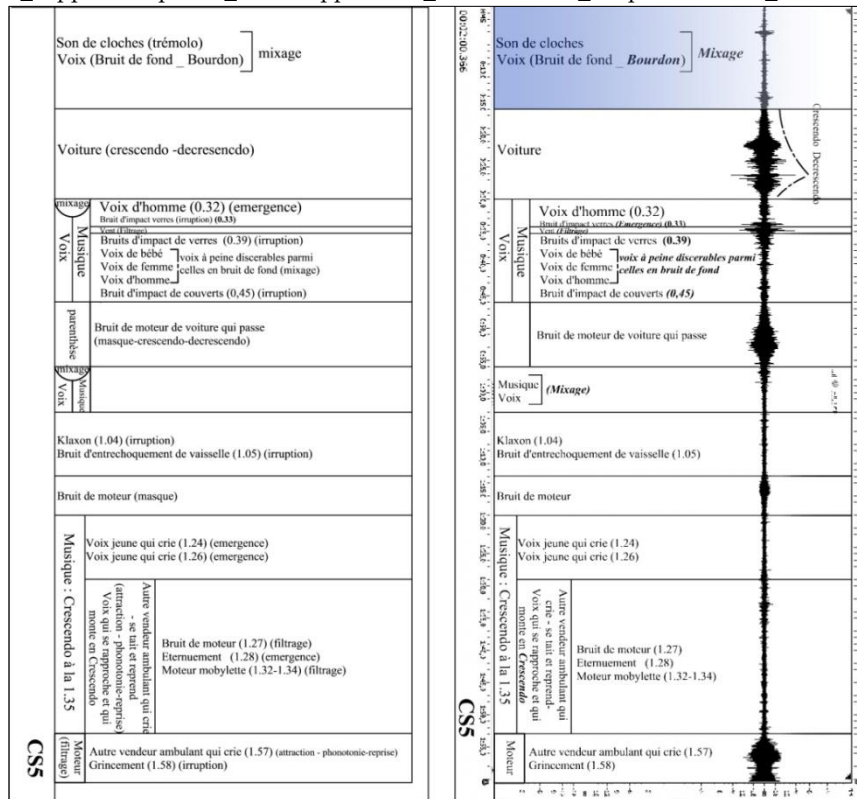 Son de cloches (trémolo)
Voix (Bruit de fond _ Bourdon)
mixage
Voiture (crescendo -decresencdo)
mixage
Voix
Musique
Voix d'homme (0.32) (emergence)
Bruit d'impact verres (irruption) (0.33)
Vent (Filtrage)
Bruits d'impact de verres (0.39) (irruption)
Voix de bébé
Voix de femme
Voix d'homme
voix à peine discerables parmi
celles en bruit de fond (mixage)
Bruit d'impact de couverts (0,45) (irruption)
parenthèse
Bruit de moteur de voiture qui passe
(masque-crescendo-decrescendo)
mixage
Voix
Musique
Klaxon (1.04) (irruption)
Bruit d'entrechoquement de vaisselle (1.05) (irruption)
Bruit de moteur (masque)
Musique : Crescendo à la 1.35
Voix jeune qui crie (1.24) (emergence)
Voix jeune qui crie (1.26) (emergence)
Autre vendeur ambulant qui crie
- se tait et reprend
(attraction - phonotonie-reprise)
Voix qui se rapproche et qui
monte en Crescendo
Bruit de moteur (1.27) (filtrage)
Eternuement (1.28) (emergence)
Moteur mobylette (1.32-1.34) (filtrage)
Moteur
(filtrage)
Autre vendeur ambulant qui crie (1.57) (attraction - phonotonie-reprise)
Grincement (1.58) (irruption)
CS5
Son de cloches
Voix (Bruit de fond _ Bourdon)
Mixage
Voiture
Crescendo Decrescendo
Voix
Musique
Voix d'homme (0.32)
Bruit d'impact verres (Emergence) (0.33)
Vent (Filtrage)
Bruits d'impact de verres (0.39)
Voix de bébé
Voix de femme
Voix d'homme
voix à peine discerables parmi
celles en bruit de fond
Bruit d'impact de couverts (0,45)
Bruit de moteur de voiture qui passe
Musique
Voix
(Mixage)
Klaxon (1.04)
Bruit d'entrechoquement de vaisselle (1.05)
Bruit de moteur
Musique : Crescendo à la 1.35
Voix jeune qui crie (1.24)
Voix jeune qui crie (1.26)
Autre vendeur ambulant qui
crie - se tait et reprend-
Voix qui se rapproche et qui
monte en Crescendo
Bruit de moteur (1.27)
Eternuement (1.28)
Moteur mobylette (1.32-1.34)
Moteur
Autre vendeur ambulant qui crie (1.57)
Grincement (1.58)
CS5